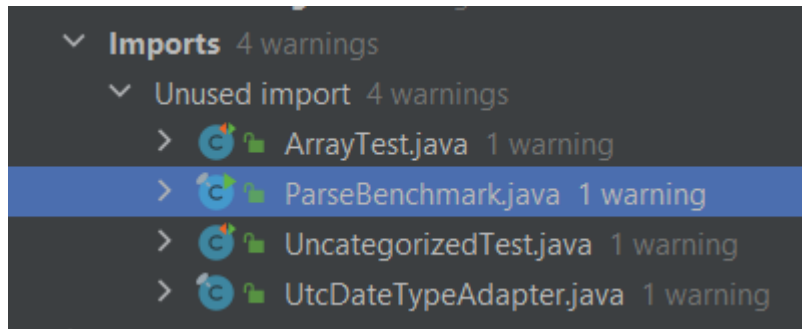 Imports 4 warnings
Unused import 4 warnings
ArrayTest.java 1 warning
ParseBenchmark.java 1 warning
UncategorizedTest.java 1 warning
UtcDateTypeAdapter.java 1 warning